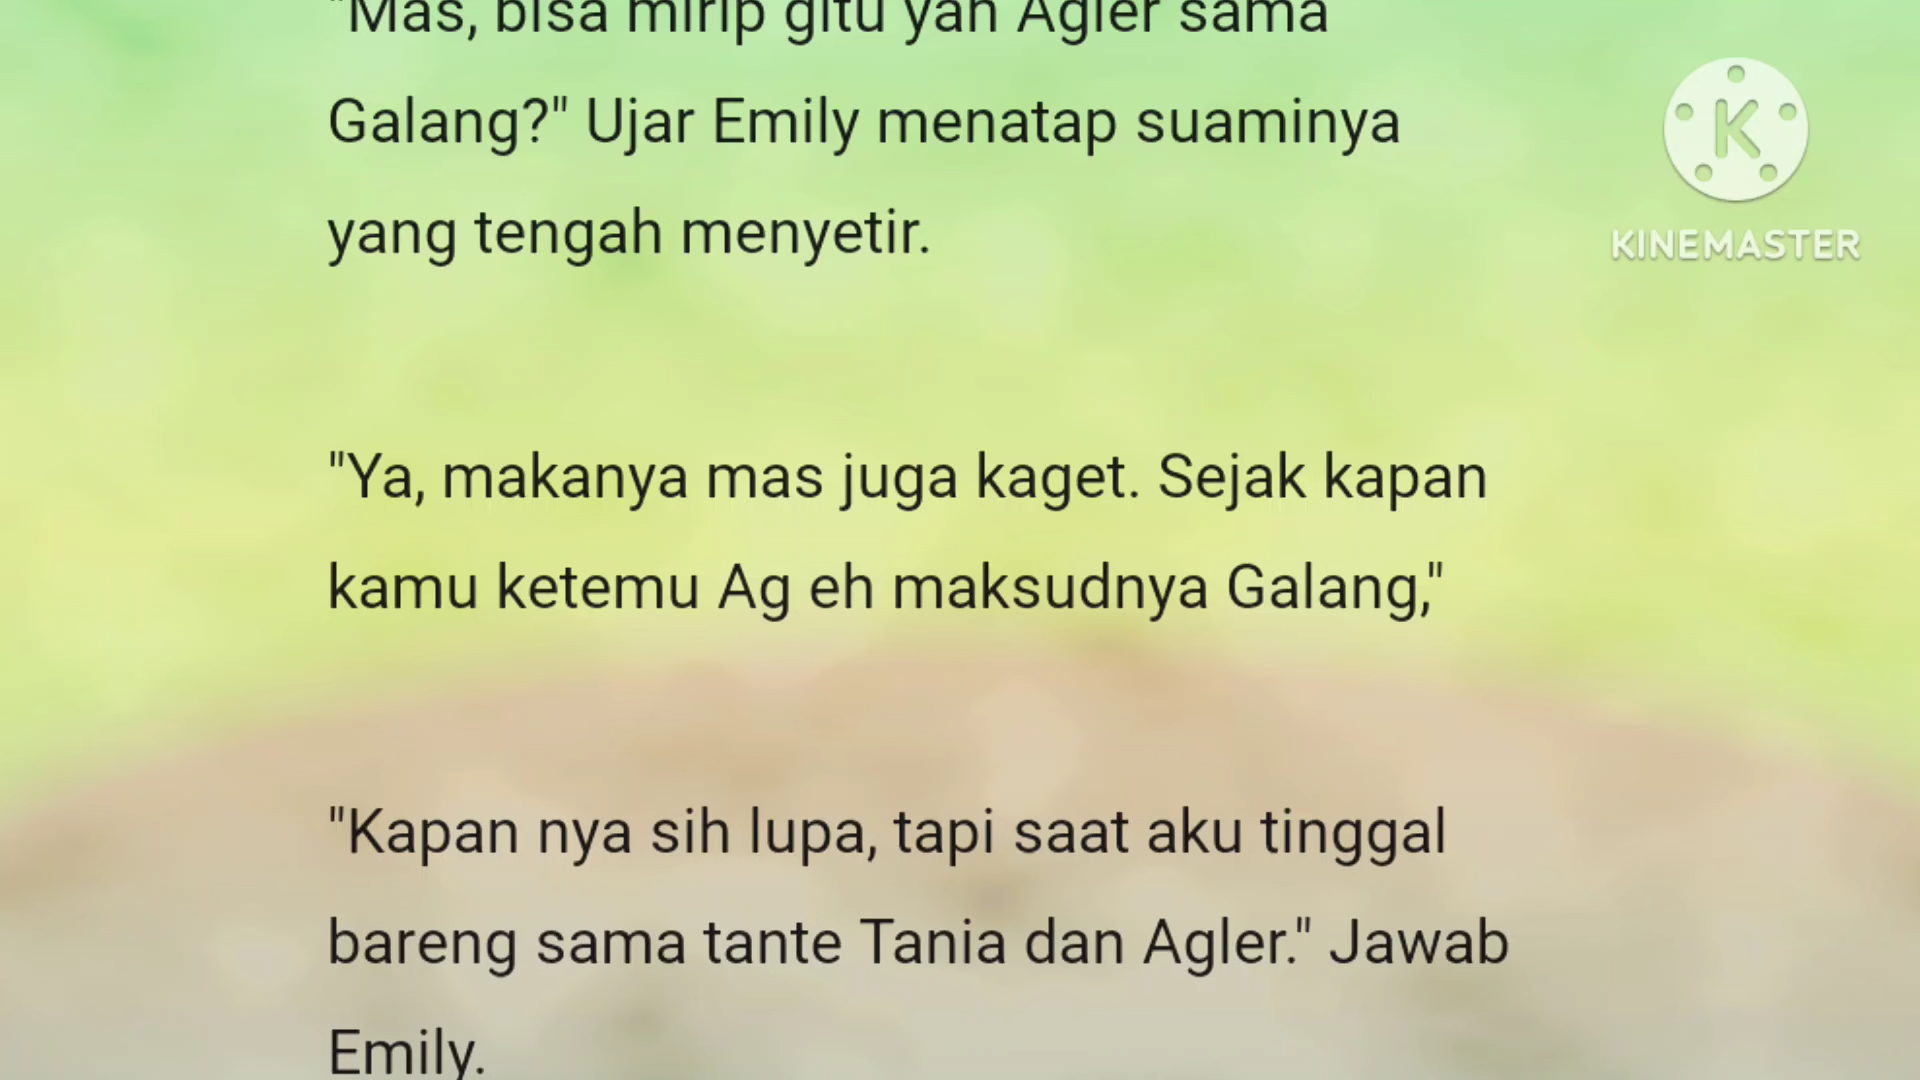 "Mas, bisa mirip gitu yah Agler sama
Galang?" Ujar Emily menatap suaminya
yang tengah menyetir.
"Ya, makanya mas juga kaget. Sejak kapan
kamu ketemu Ag eh maksudnya Galang,"
"Kapan nya sih lupa, tapi saat aku tinggal
bareng sama tante Tania dan Agler." Jawab
Emily.
K
KINEMASTER